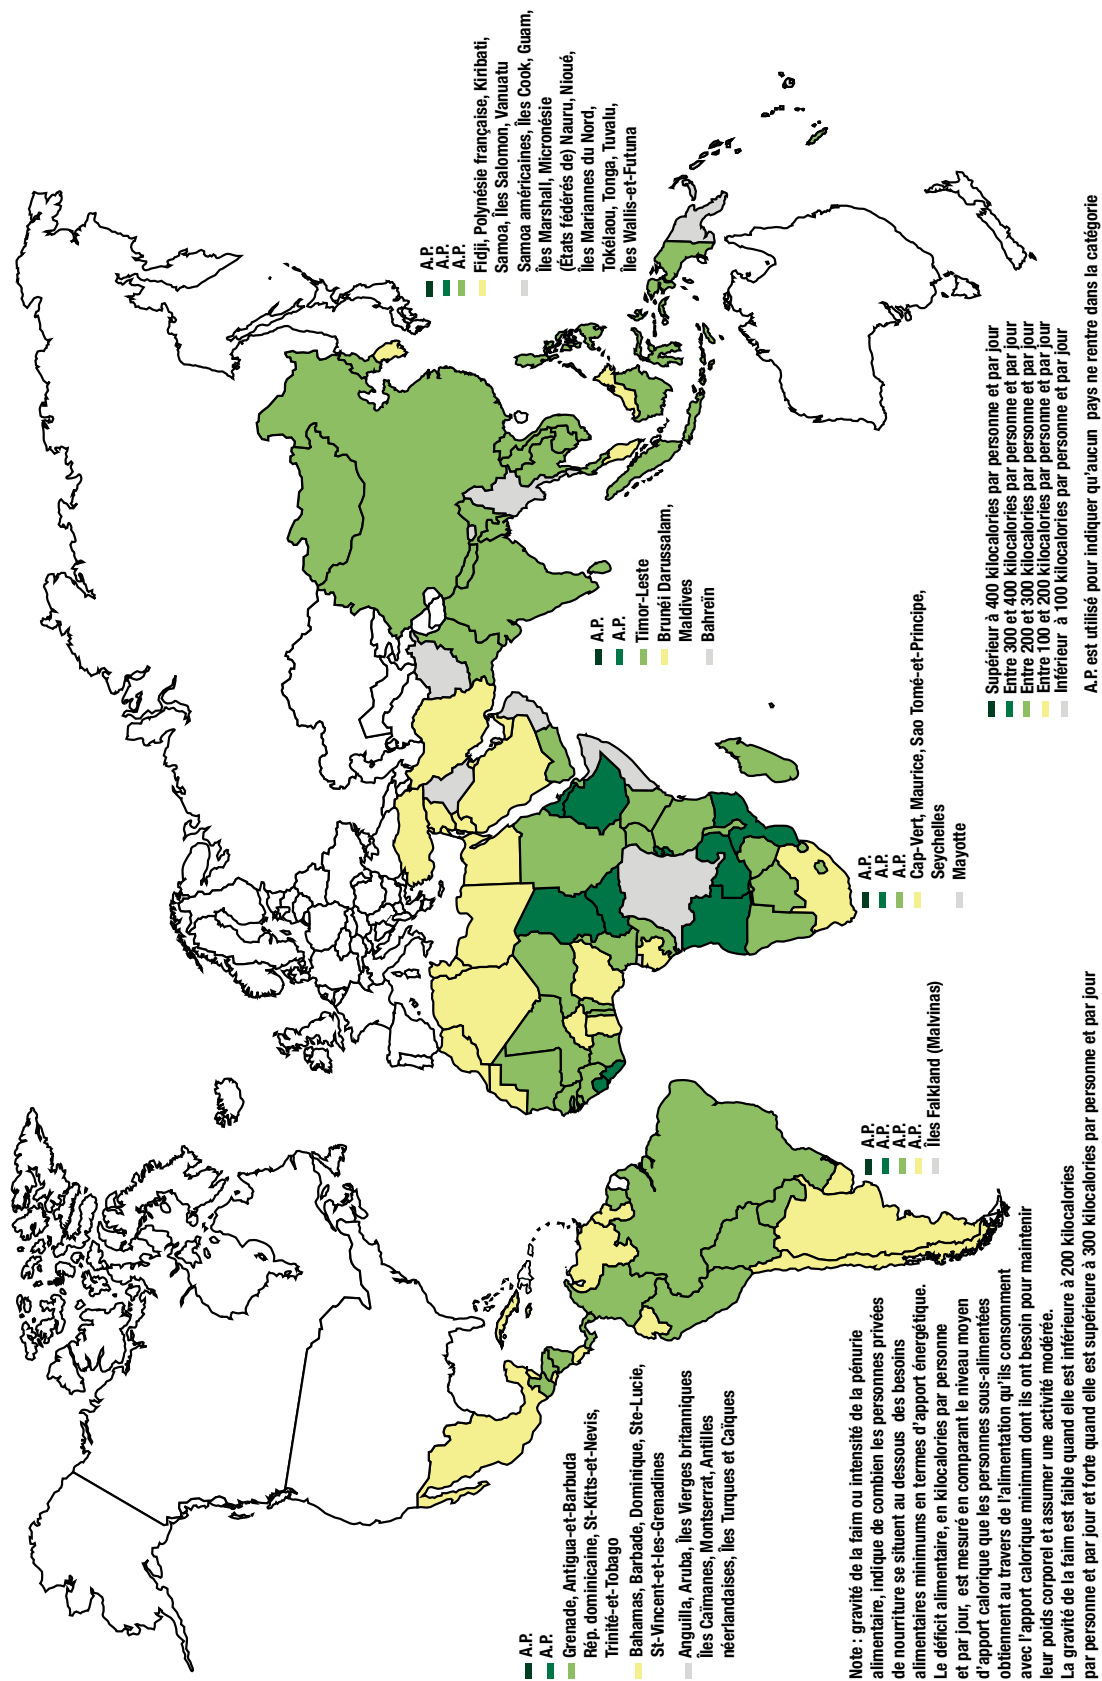 A.P.
A.P.
Grenade, Antigua-et-Barbuda
Rép. dominicaine, St-Kitts-et-Nevis,
Trinité-et-Tobago
Bahamas, Barbade, Dominique, Ste-Lucie,
St-Vincent-et-les-Grenadines
Anguilla, Aruba, Îles Vierges britanniques
Îles Caïmanes, Montserrat, Antilles
néerlandaises, Îles Turques et Caïques
A.P.
A.P.
A.P.
A.P.
Îles Falkland (Malvinas)
A.P.
A.P.
A.P.
Cap-Vert, Maurice, Sao Tomé-et-Principe,
Seychelles
Mayotte
A.P.
A.P.
Timor-Leste
Brunéi Darussalam,
Maldives
Bahreïn
A.P.
A.P.
A.P.
Fidji, Polynésie française, Kiribati,
Samoa, Îles Salomon, Vanuatu
Samoa américaines, Îles Cook, Guam,
Îles Marshall, Micronésie
(États fédérés de) Nauru, Nioué,
Îles Mariannes du Nord,
Tokélaou, Tonga, Tuvalu,
Îles Wallis-et-Futuna
Note : gravité de la faim ou intensité de la pénurie
alimentaire, indique de combien les personnes privées
de nourriture se situent au dessous des besoins
alimentaires minimums en termes d'apport énergétique.
Le déficit alimentaire, en kilocalories par personne
et par jour, est mesuré en comparant le niveau moyen
d'apport calorique que les personnes sous-alimentées
obtiennent au travers de l'alimentation qu'ils consomment
avec l'apport calorique minimum dont ils ont besoin pour maintenir
leur poids corporel et assumer une activité modérée.
La gravité de la faim est faible quand elle est inférieure à 200 kilocalories
par personne et par jour et forte quand elle est supérieure à 300 kilocalories par personne et par jour
Supérieur à 400 kilocalories par personne et par jour
Entre 300 et 400 kilocalories par personne et par jour
Entre 200 et 300 kilocalories par personne et par jour
Entre 100 et 200 kilocalories par personne et par jour
Inférieur à 100 kilocalories par personne et par jour
A.P. est utilisé pour indiquer qu'aucun pays ne rentre dans la catégorie